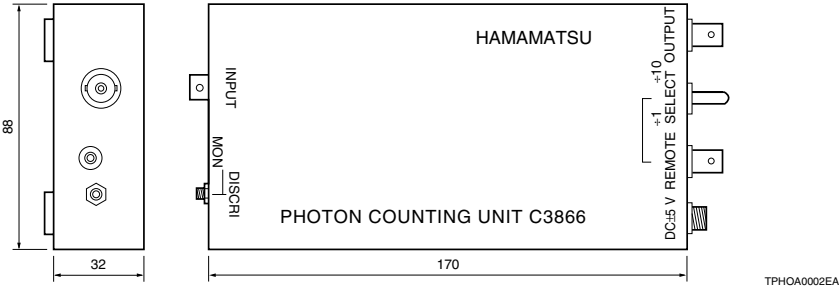 88
32
INPUT
MON
DISCRI
HAMAMATSU
PHOTON COUNTING UNIT C3866
÷1 ÷10
DC±5 V REMOTE SELECT OUTPUT
170
TPHOA0002EA